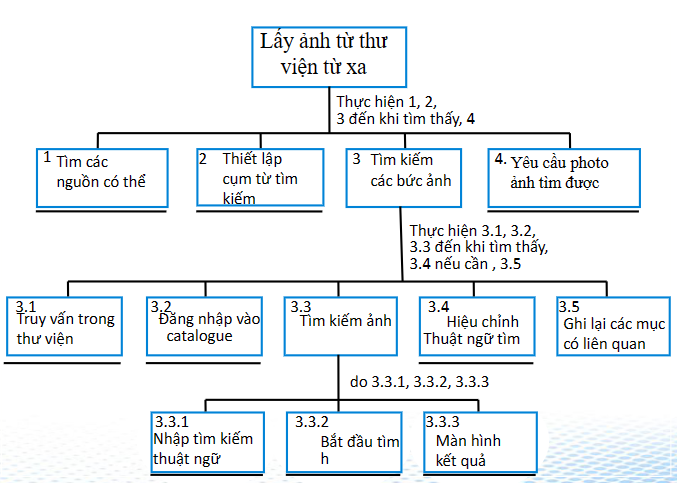 Lấy ảnh từ thư
viện từ xa
Thực hiện 1, 2,
3 đến khi tìm thấy, 4
1 Tìm các
nguồn có thể
2 Thiết lập
cụm từ tìm
kiếm
3 Tìm kiếm
các bức ảnh
4. Yêu cầu photo
ảnh tìm được
Thực hiện 3.1, 3.2,
3.3 đến khi tìm thấy,
3.4 nếu cần , 3.5
3.1
Truy vấn trong
thư viện
3.2
Đăng nhập vào
catalogue
3.3
Tìm kiếm ảnh
3.4
Hiệu chỉnh
Thuật ngữ tìm
3.5
Ghi lại các mục
có liên quan
do 3.3.1, 3.3.2, 3.3.3
3.3.1
Nhập tìm kiếm
thuật ngữ
3.3.2
Bắt đầu tìm
h
3.3.3
Màn hình
kết quả